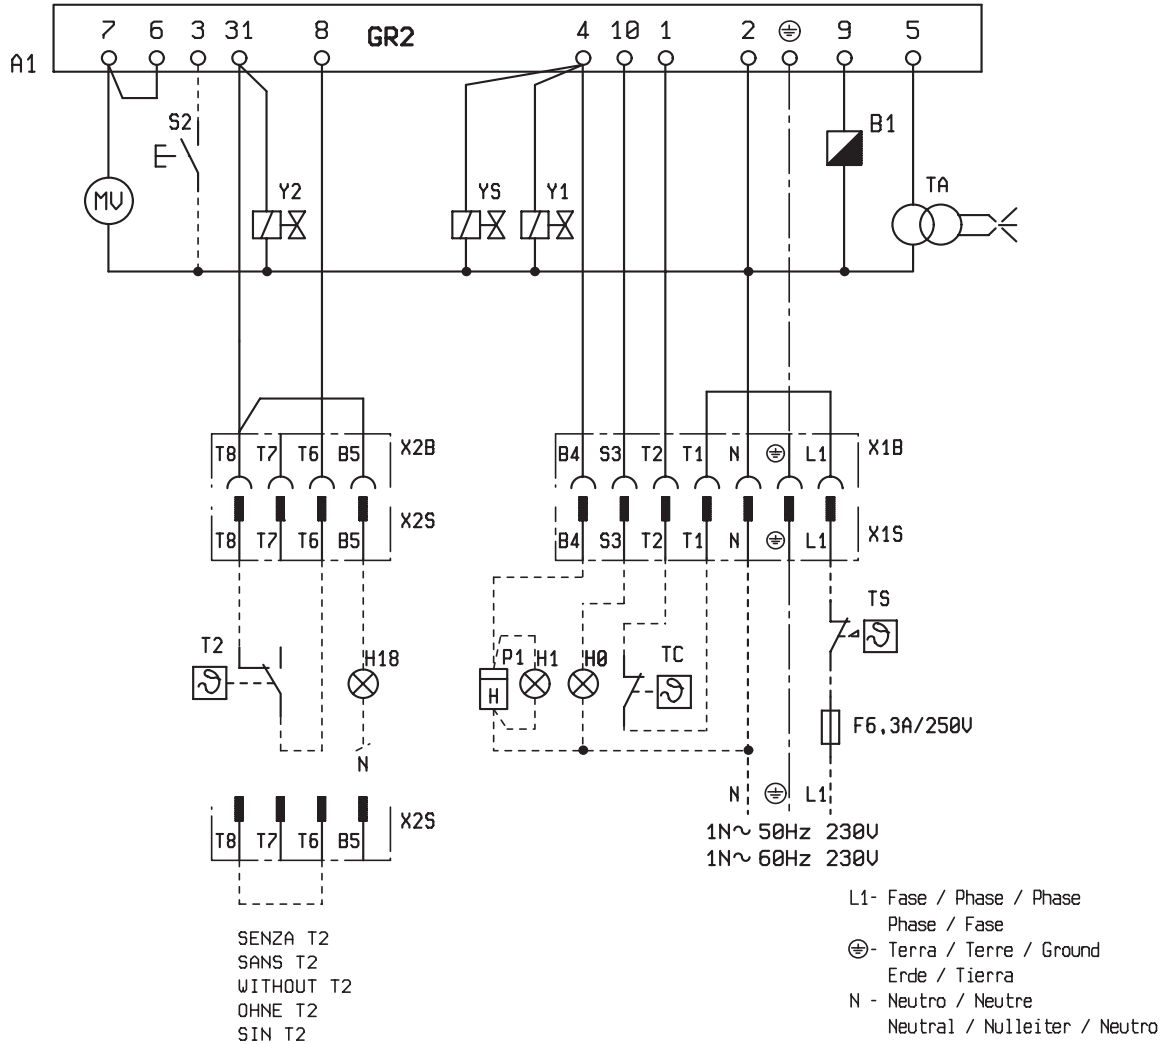 7 6 3 31 8 GR2 4 10 1 2 9 5
A1
S2
B1
MV
Y2
YS
Y1
TA
T8 T7 T6 B5 X2B
B4 S3 T2 T1 N L1 X1B
T8 T7 T6 B5 X2S
B4 S3 T2 T1 N L1 X1S
TS
T2
H18
P1
H1
H0
TC
H
F6,3A/250V
N
N L1
T8 T7 T6 B5 X2S
1N~ 50Hz 230V
1N~ 60Hz 230V
L1- Fase / Phase / Phase
Phase / Fase
- Terra / Terre / Ground
Erde / Tierra
N - Neutro / Neutre
Neutral / Nulleiter / Neutro
SENZA T2
SANS T2
WITHOUT T2
OHNE T2
SIN T2